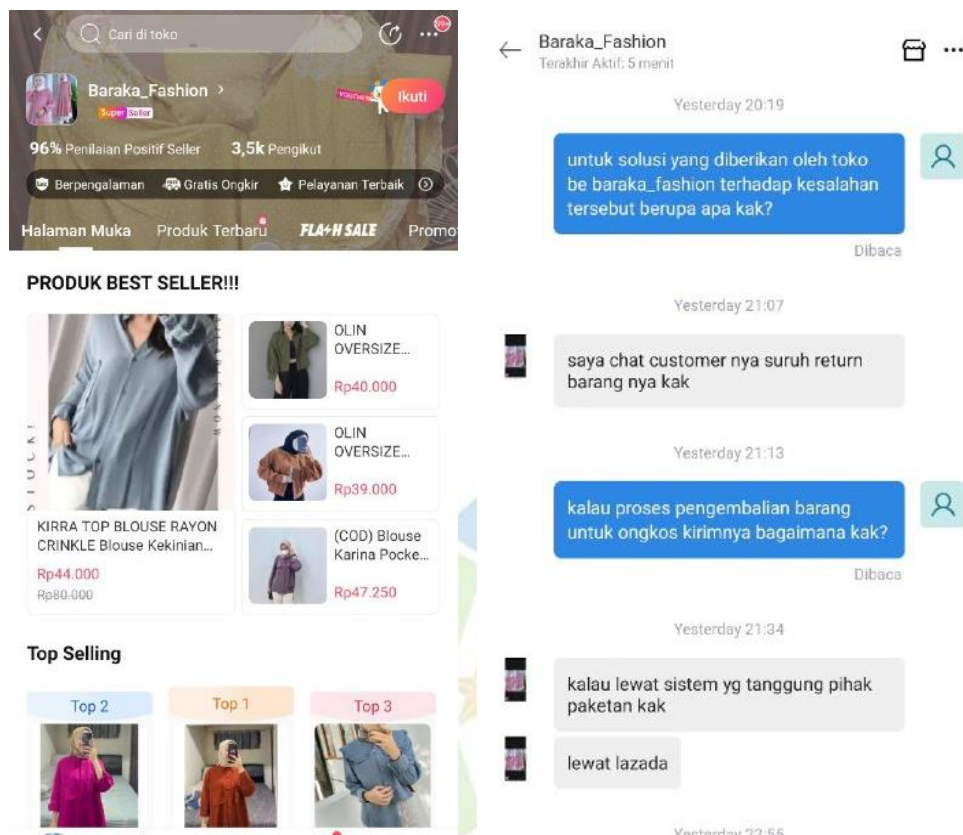 Cari di toko
99+
Baraka_Fashion >
Super Seller
Ikuti
96% Penilaian Positif Seller 3,5k Pengikut
Berpengalaman Gratis Ongkir Pelayanan Terbaik
Halaman Muka Produk Terbaru FLASH SALE Promo
PRODUK BEST SELLER!!!
KIRRA TOP BLOUSE RAYON
CRINKLE Blouse Kekinian...
Rp44.000
Rp80.000
OLIN
OVERSIZE...
Rp40.000
OLIN
OVERSIZE...
Rp39.000
(COD) Blouse
Karina Pocke...
Rp47.250
Top Selling
Top 2
Top 1
Top 3
Baraka_Fashion
Terakhir Aktif: 5 menit
Yesterday 20:19
untuk solusi yang diberikan oleh toko
be baraka_fashion terhadap kesalahan
tersebut berupa apa kak?
Dibaca
Yesterday 21:07
saya chat customer nya suruh return
barang nya kak
Yesterday 21:13
kalau proses pengembalian barang
untuk ongkos kirimnya bagaimana kak?
Dibaca
Yesterday 21:34
kalau lewat sistem yg tanggung pihak
paketan kak
lewat lazada
Yesterday 22:56